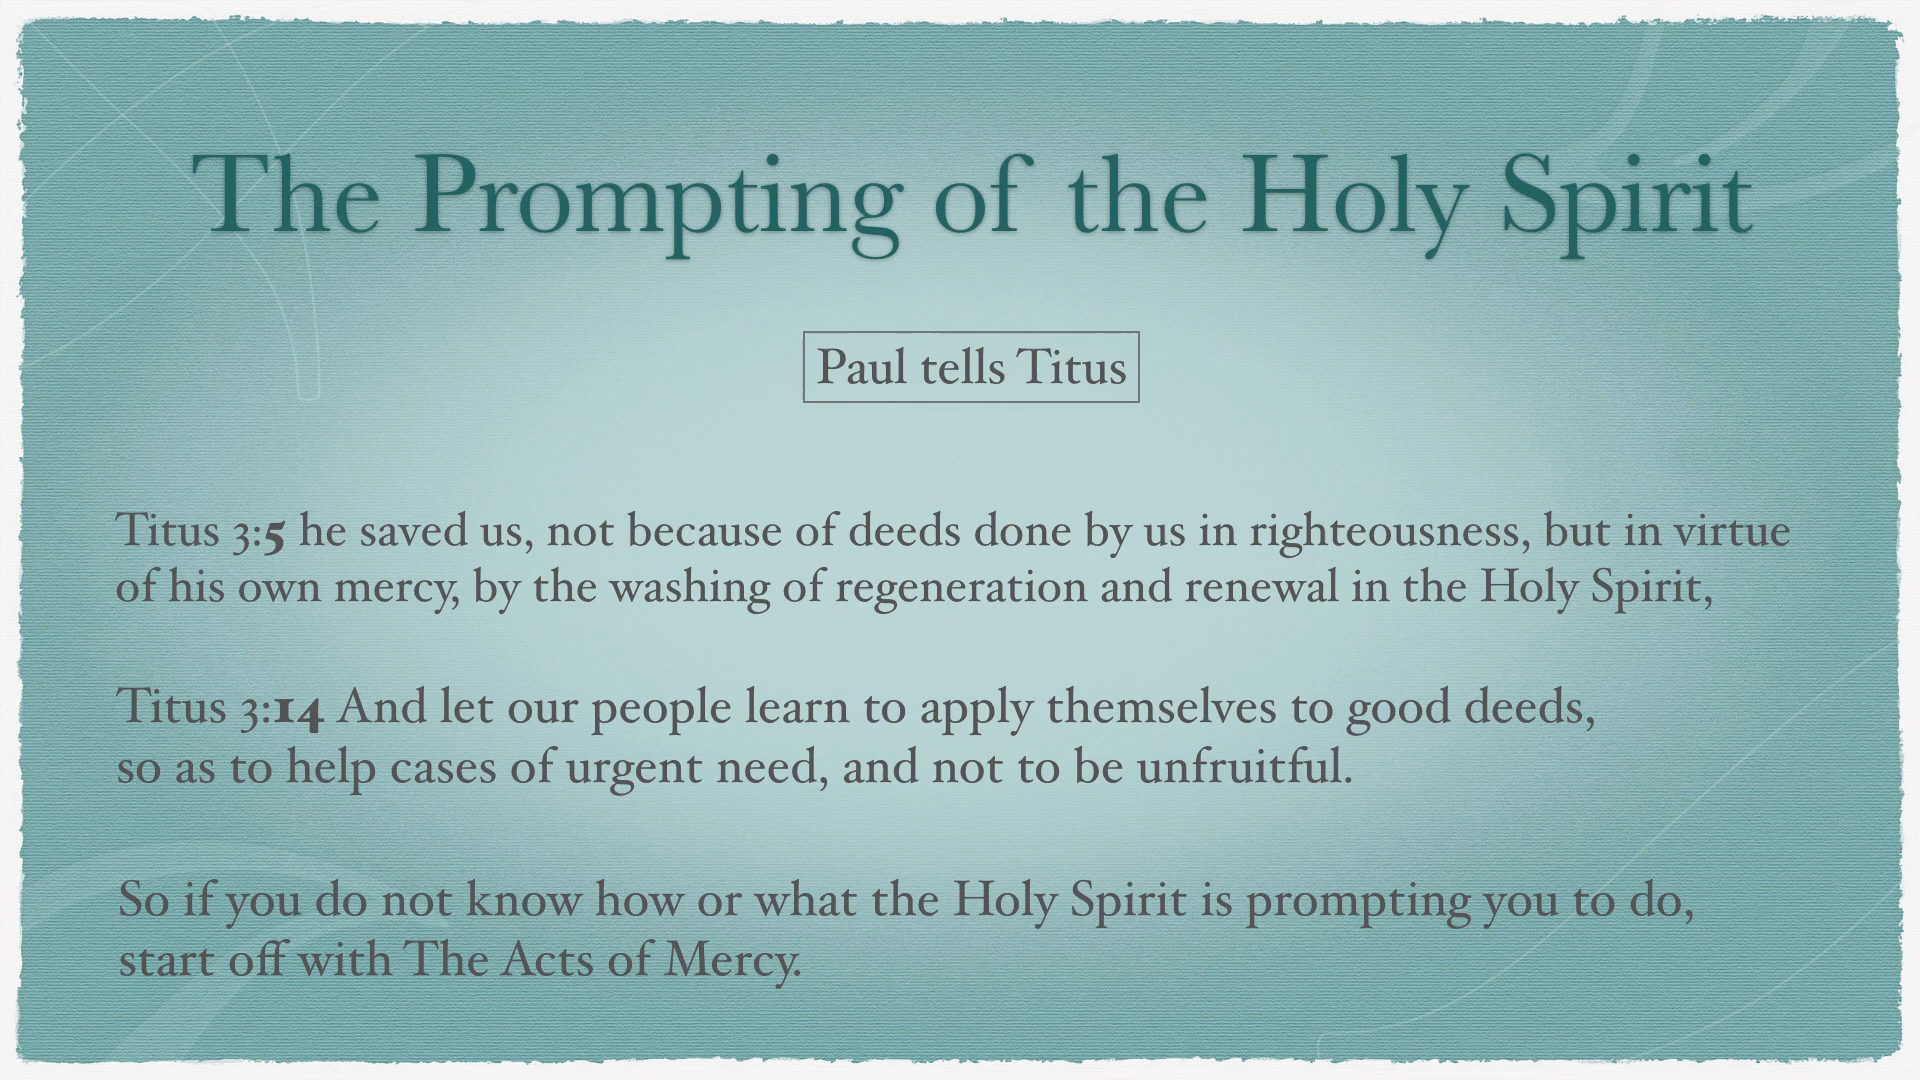 The Prompting of the Holy Spirit
Paul tells Titus
Titus 3:5 he saved us, not because of deeds done by us in righteousness, but in virtue
of his own mercy, by the washing of regeneration and renewal in the Holy Spirit,
Titus 3:14 And let our people learn to apply themselves to good deeds,
so as to help cases of urgent need, and not to be unfruitful.
So if you do not know how or what the Holy Spirit is prompting you to do,
start off with The Acts of Mercy.